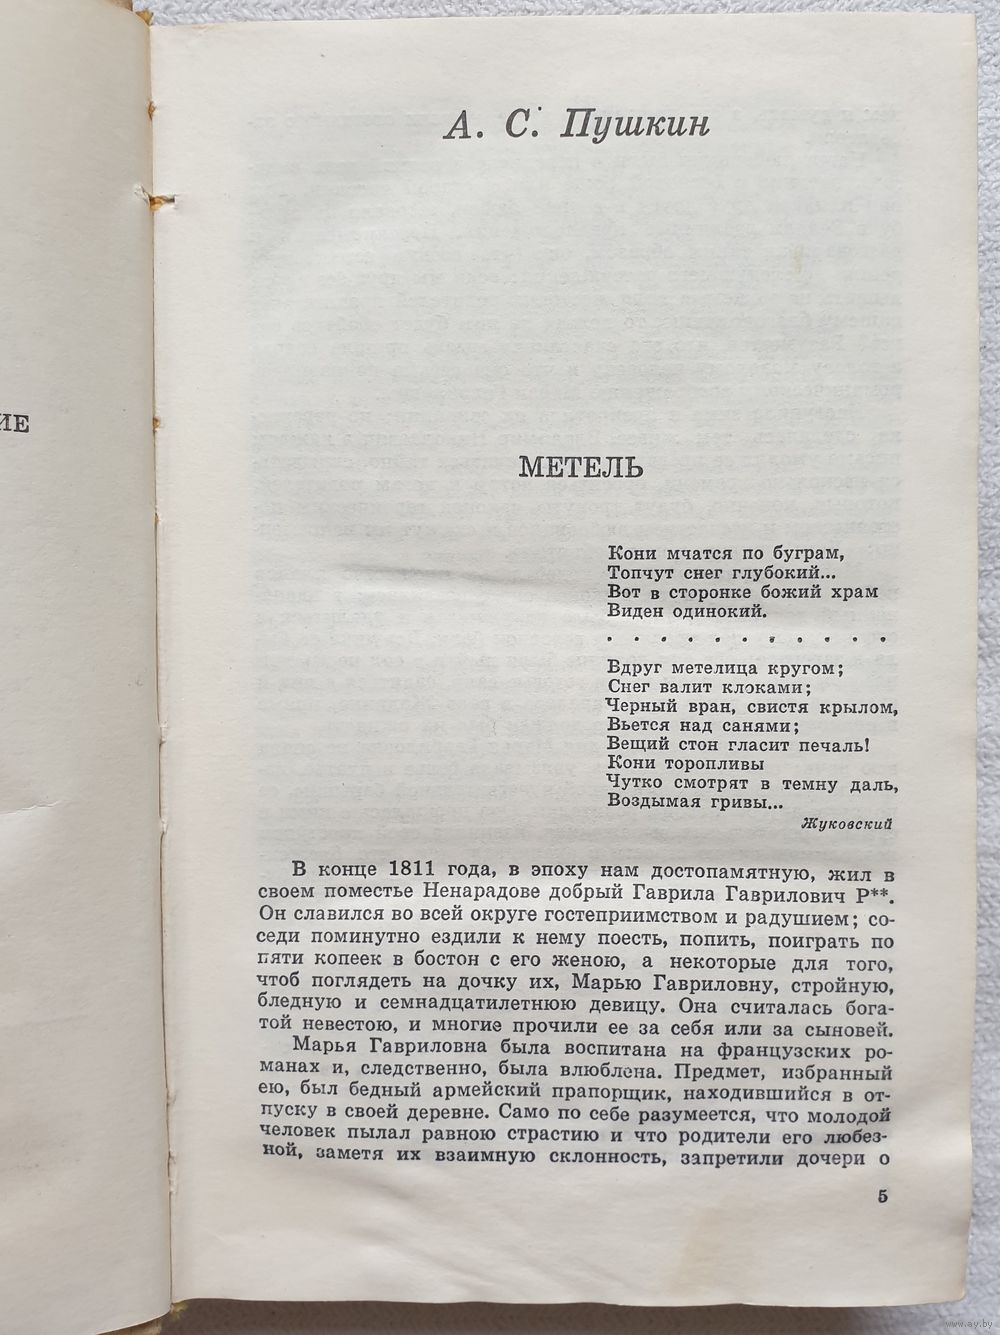 ИЕ
А. С. Пушкин
МЕТЕЛЬ
Кони мчатся по буграм,
Топчут снег глубокий...
Вот в сторонке божий храм
Виден одинокий.
. . . . . . . . . . .
Вдруг метелица кругом;
Снег валит клоками;
Черный вран, свистя крылом,
Вьется над санями;
Вещий стон гласит печаль!
Кони торопливы
Чутко смотрят в темну даль,
Воздымая гривы...
Жуковский
В конце 1811 года, в эпоху нам достопамятную, жил в
своем поместье Ненарадове добрый Гаврила Гаврилович Р**.
Он славился во всей округе гостеприимством и радушием; со-
седи поминутно ездили к нему поесть, попить, поиграть по
пяти копеек в бостон с его женою, а некоторые для того,
чтоб поглядеть на дочку их, Марью Гавриловну, стройную,
бледную и семнадцатилетнюю девицу. Она считалась бога-
той невестою, и многие прочили ее за себя или за сыновей.
Марья Гавриловна была воспитана на французских ро-
манах и, следственно, была влюблена. Предмет, избранный
ею, был бедный армейский прапорщик, находившийся в от-
пуску в своей деревне. Само по себе разумеется, что молодой
человек пылал равною страстию и что родители его любез-
ной, заметя их взаимную склонность, запретили дочери о
5
www.ay.by